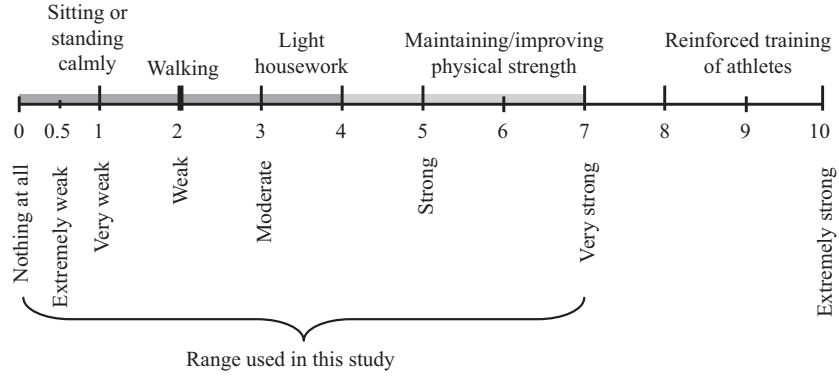 Sitting or
standing
calmly
Walking
Light
housework
Maintaining/improving
physical strength
Reinforced training
of athletes
0 0.5 1 2 3 4 5 6 7 8 9 10
Nothing at all
Extremely weak
Very weak
Weak
Moderate
Strong
Very strong
Extremely strong
Range used in this study